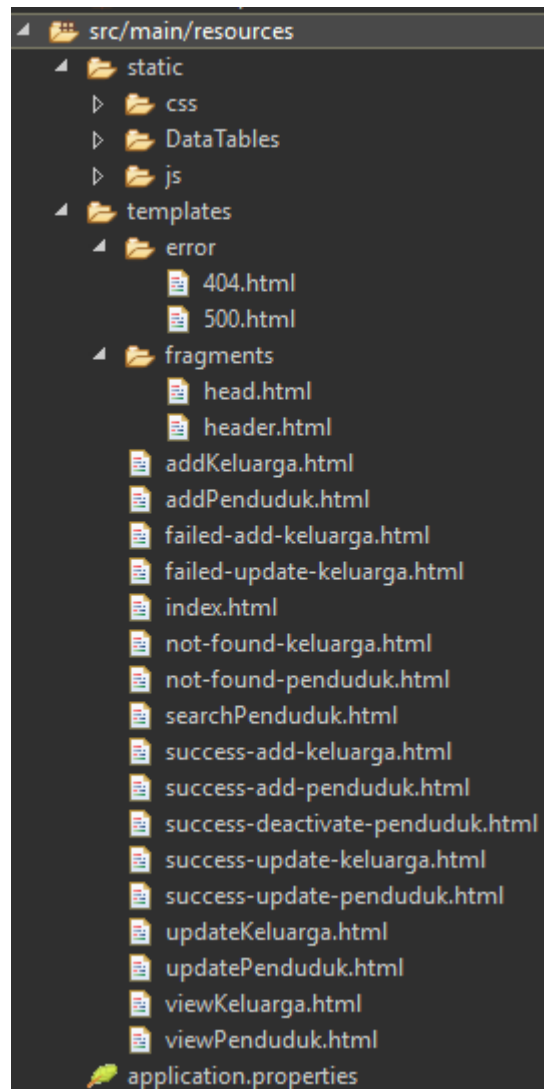 src/main/resources
static
css
DataTables
js
templates
error
404.html
500.html
fragments
head.html
header.html
addKeluarga.html
addPenduduk.html
failed-add-keluarga.html
failed-update-keluarga.html
index.html
not-found-keluarga.html
not-found-penduduk.html
searchPenduduk.html
success-add-keluarga.html
success-add-penduduk.html
success-deactivate-penduduk.html
success-update-keluarga.html
success-update-penduduk.html
updateKeluarga.html
updatePenduduk.html
viewKeluarga.html
viewPenduduk.html
application.properties